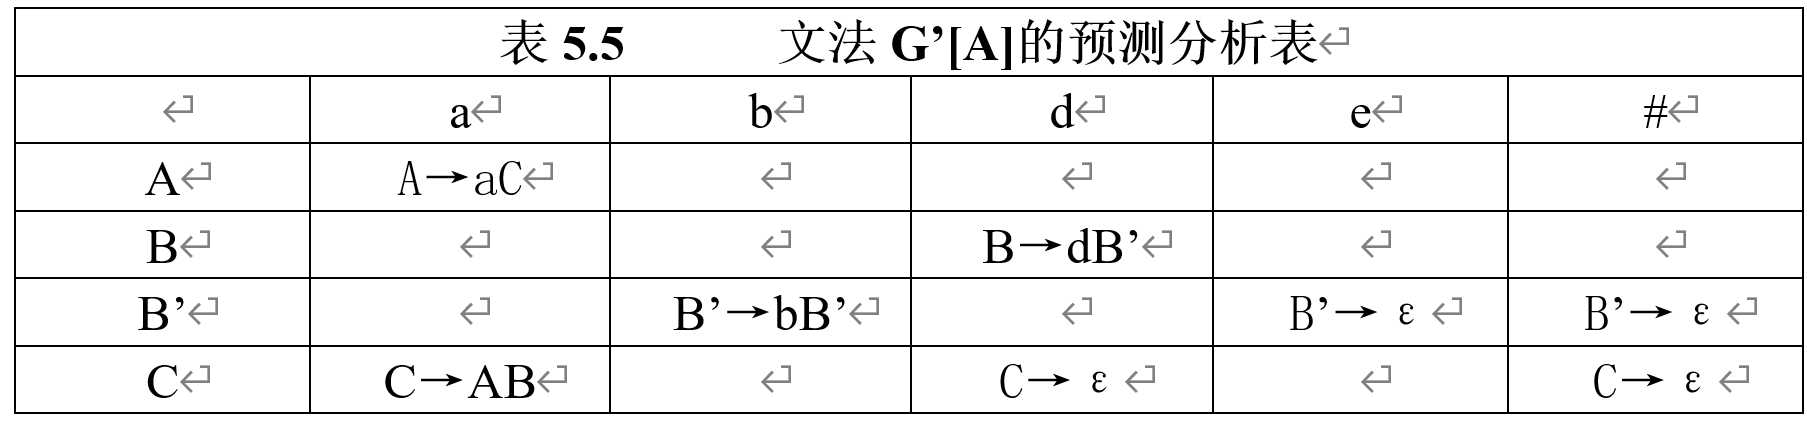 表 5.5 文法 G’[A]的预测分析表↵
↵ a↵ b↵ d↵ e↵ #↵
A↵ A→aC↵ ↵ ↵ ↵ ↵
B↵ ↵ ↵ B→dB’↵ ↵ ↵
B’↵ ↵ B’→bB’↵ ↵ B’→ ε ↵ B’→ ε ↵
C↵ C→AB↵ ↵ C→ ε ↵ ↵ C→ ε ↵